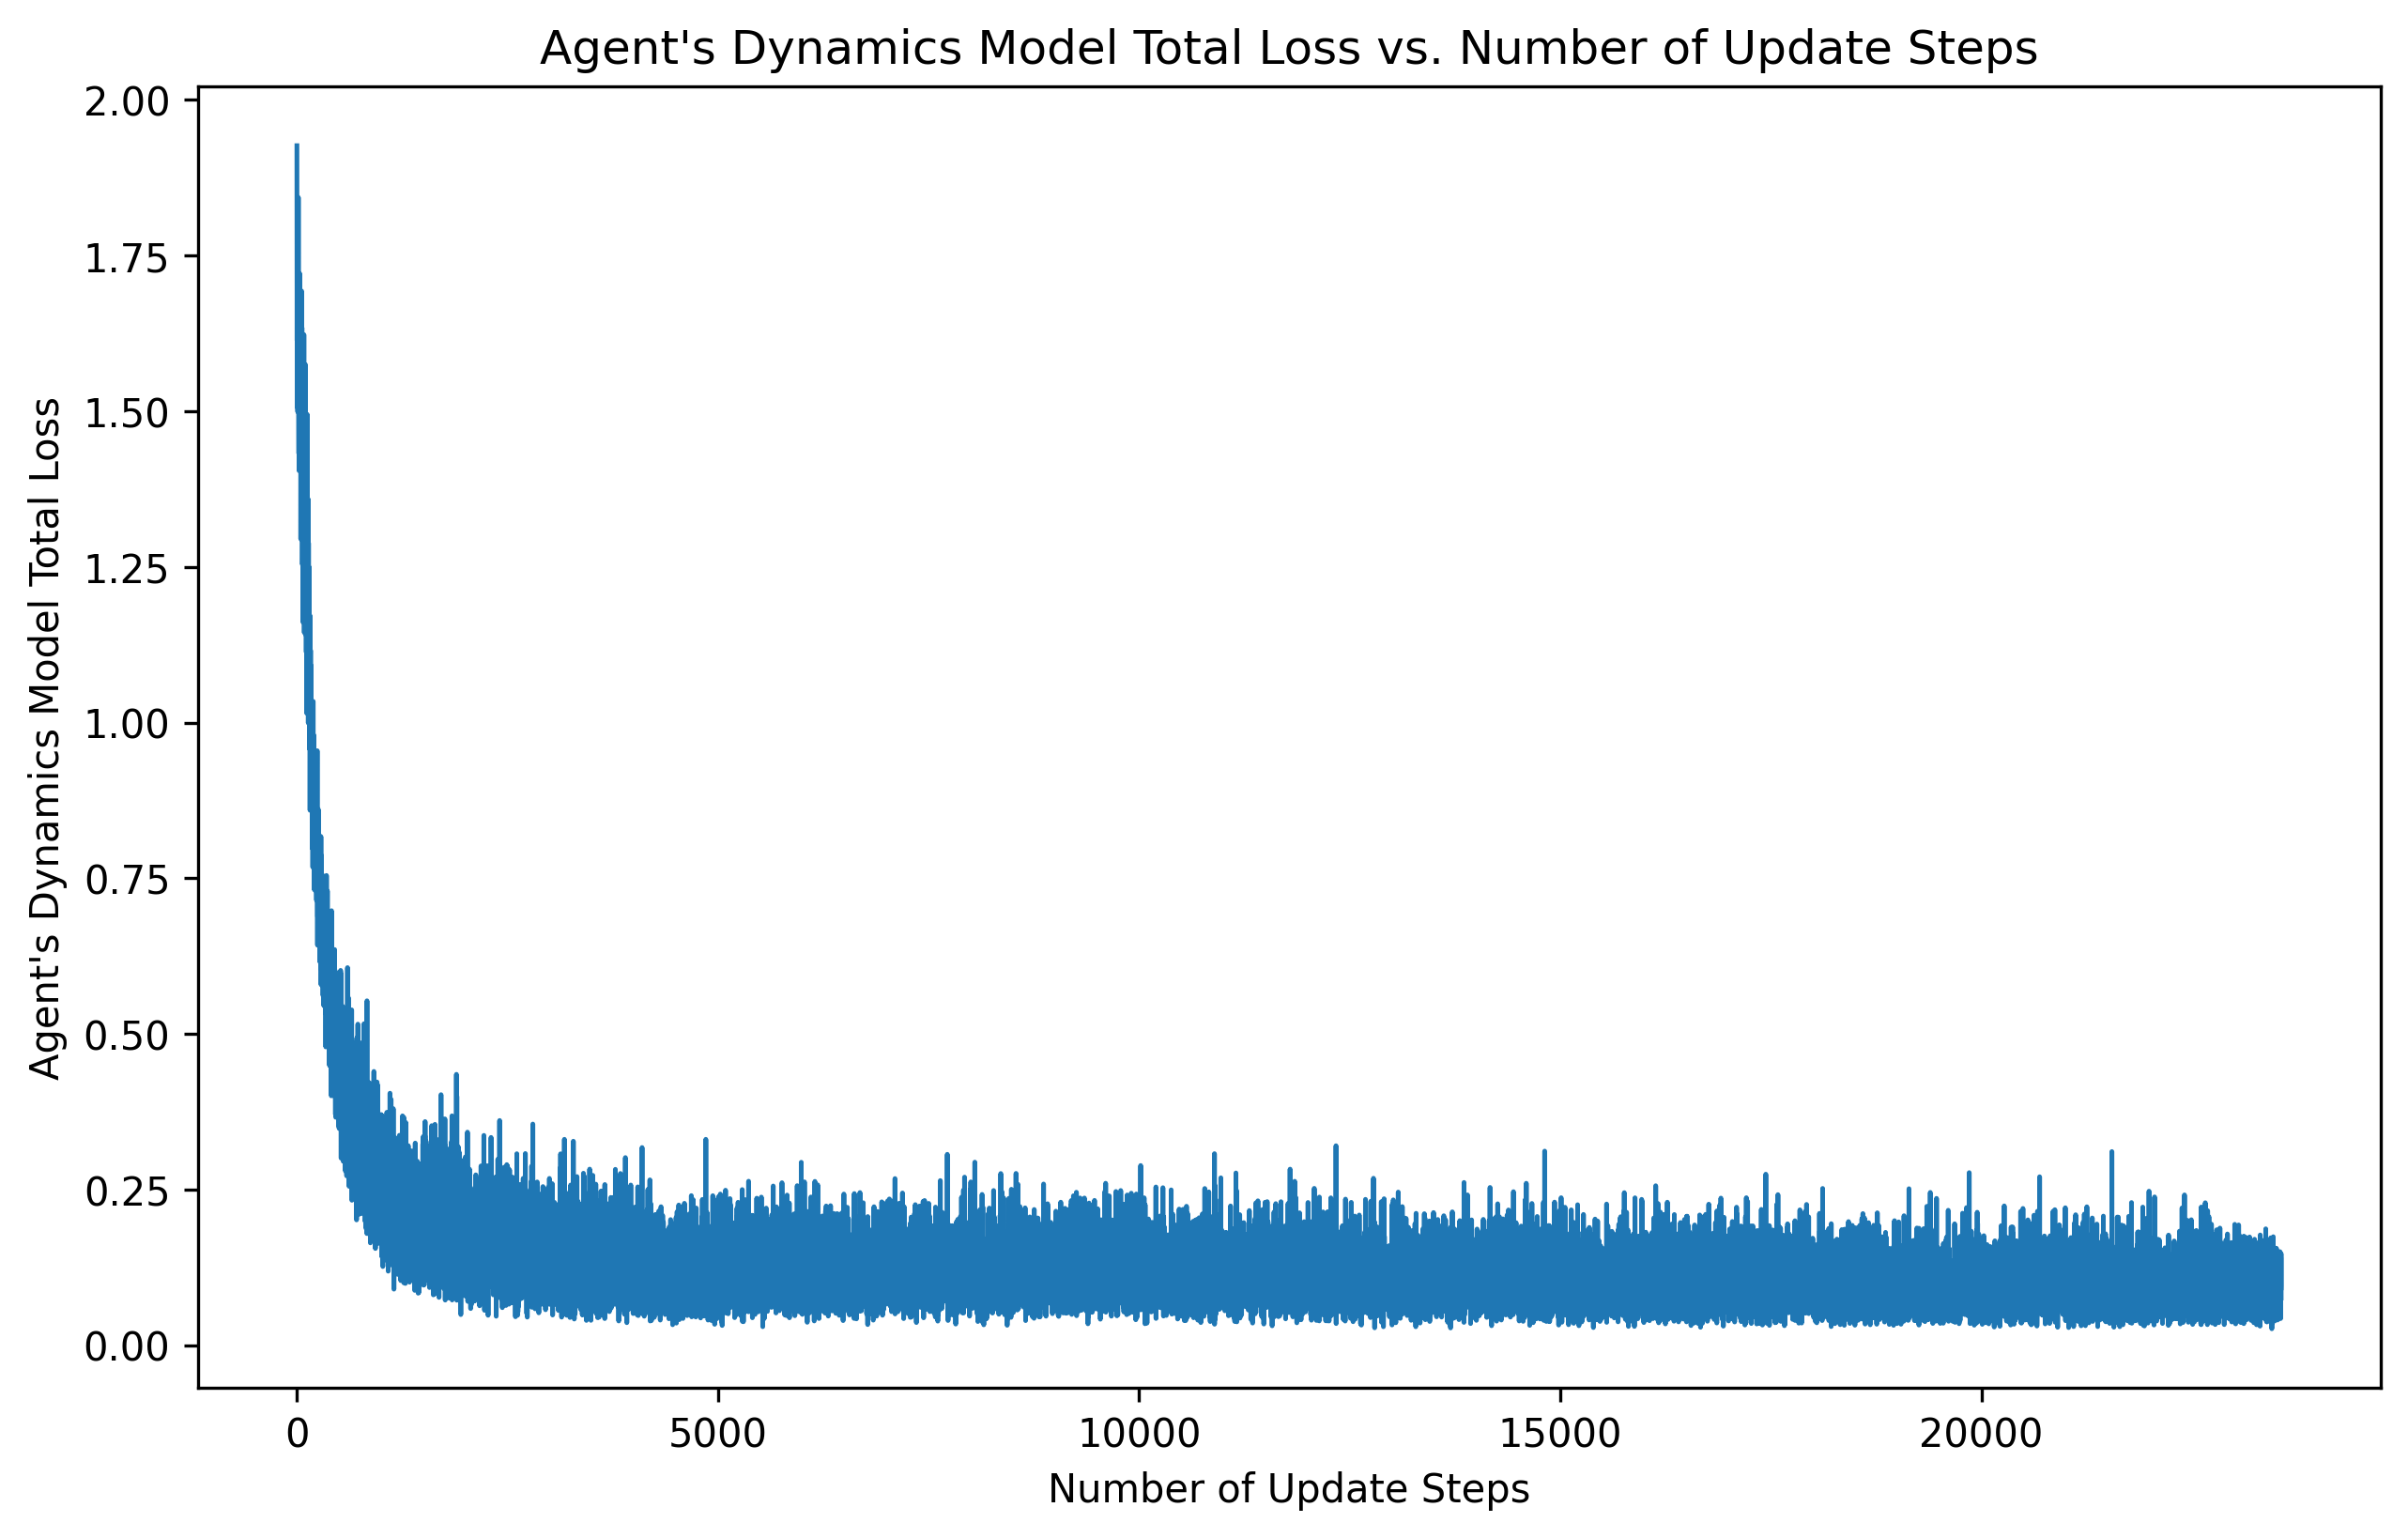 Agent's Dynamics Model Total Loss vs. Number of Update Steps
Agent's Dynamics Model Total Loss
2.00
1.75
1.50
1.25
1.00
0.75
0.50
0.25
0.00
0 5000 10000 15000 20000
Number of Update Steps